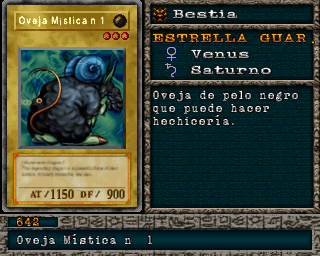 Oveja Mística n 1
AT/1150 DF/ 900
Bestia
ESTRELLA GUAR.
♀ Venus
♄ Saturno
Oveja de pelo negro
que puede hacer
hechicería.
642
Oveja Mística n 1